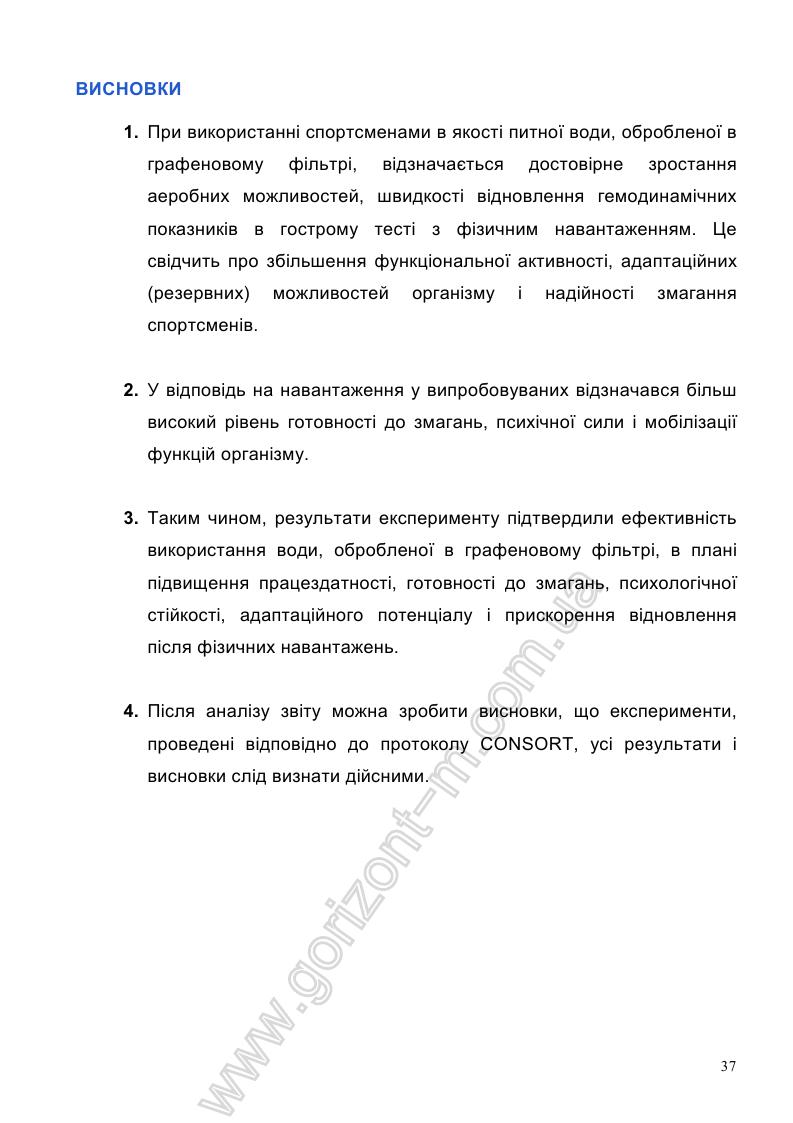 ВИСНОВКИ
1. При використанні спортсменами в якості питної води, обробленої в
графеновому фільтрі, відзначається достовірне зростання
аеробних можливостей, швидкості відновлення гемодинамічних
показників в гострому тесті з фізичним навантаженням. Це
свідчить про збільшення функціональної активності, адаптаційних
(резервних) можливостей організму і надійності змагання
спортсменів.
2. У відповідь на навантаження у випробовуваних відзначався більш
високий рівень готовності до змагань, психічної сили і мобілізації
функцій організму.
3. Таким чином, результати експерименту підтвердили ефективність
використання води, обробленої в графеновому фільтрі, в плані
підвищення працездатності, готовності до змагань, психологічної
стійкості, адаптаційного потенціалу і прискорення відновлення
після фізичних навантажень.
4. Після аналізу звіту можна зробити висновки, що експерименти,
проведені відповідно до протоколу CONSORT, усі результати і
висновки слід визнати дійсними.
www.gorizont-m.com.ua
37